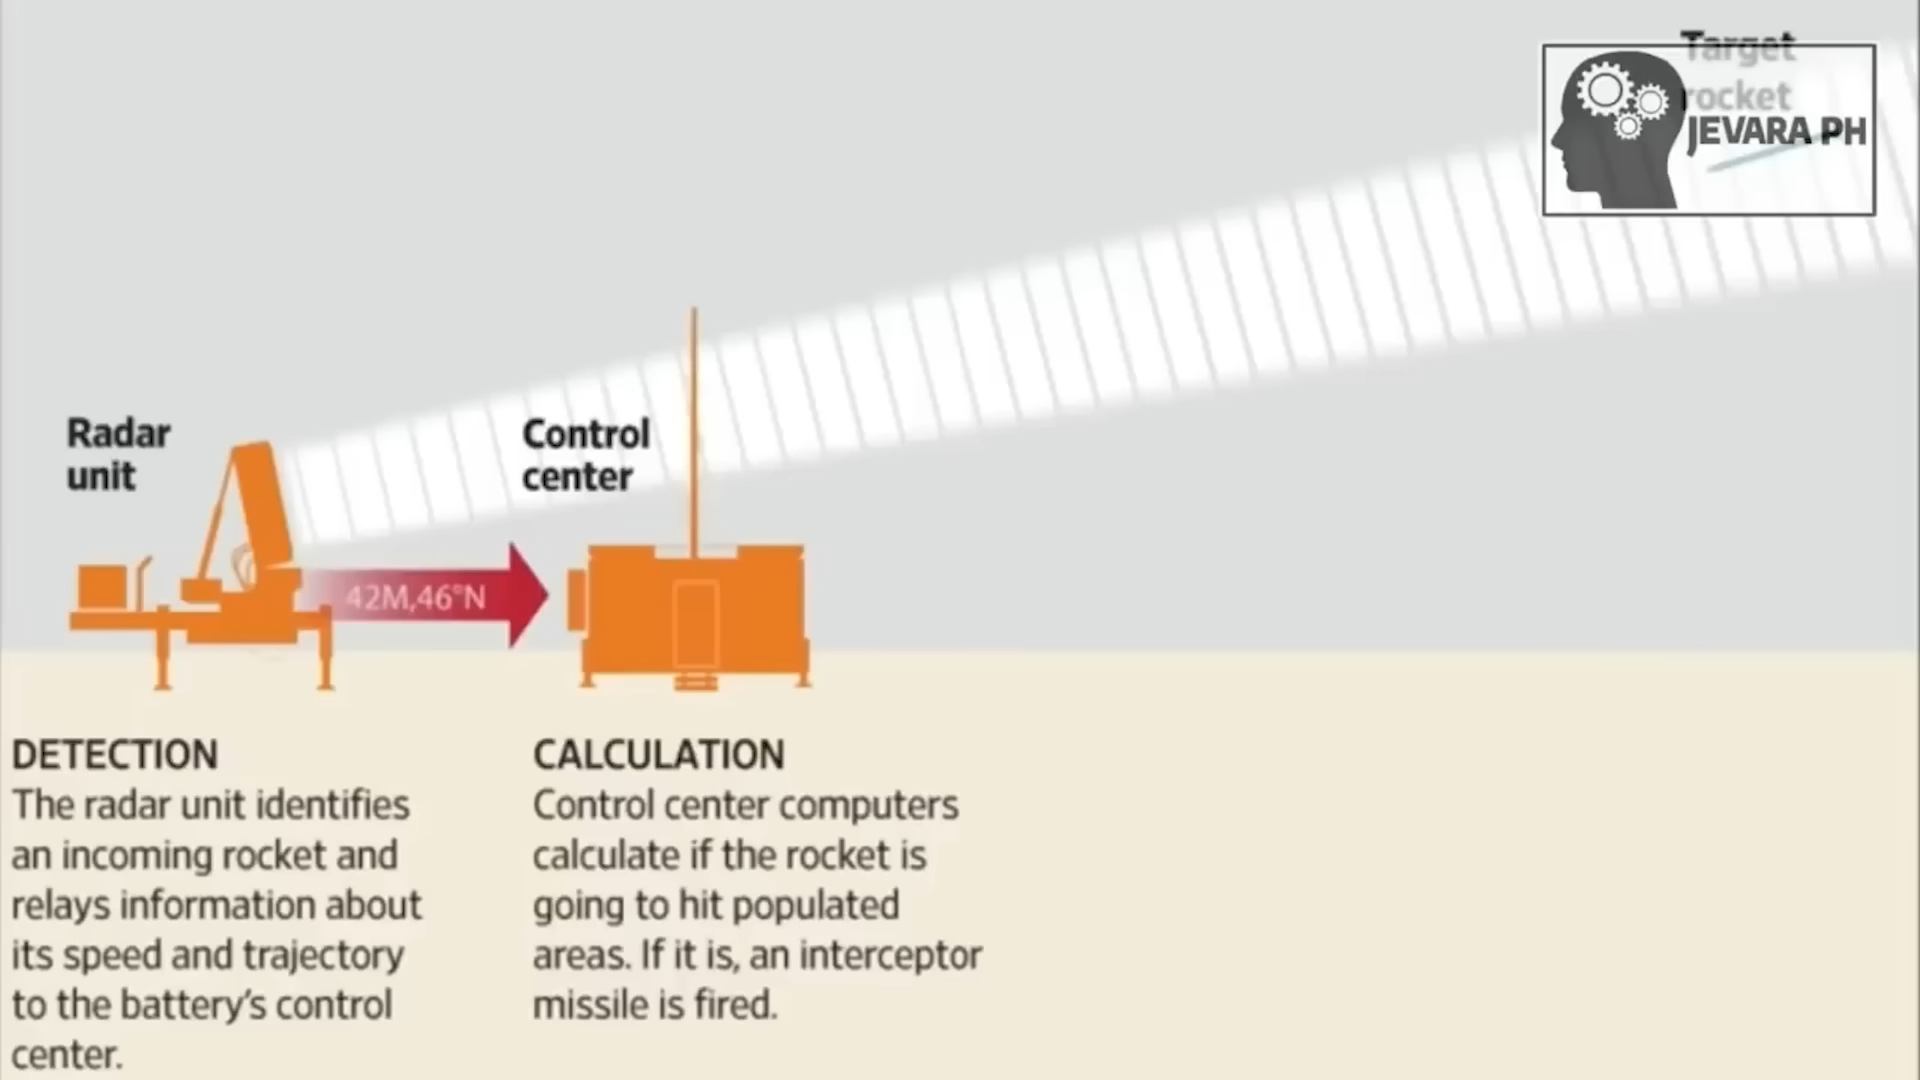 Target
rocket
JEVARA PH
Radar
unit
Control
center
42M,46°N
DETECTION
The radar unit identifies
an incoming rocket and
relays information about
its speed and trajectory
to the battery's control
center.
CALCULATION
Control center computers
calculate if the rocket is
going to hit populated
areas. If it is, an interceptor
missile is fired.